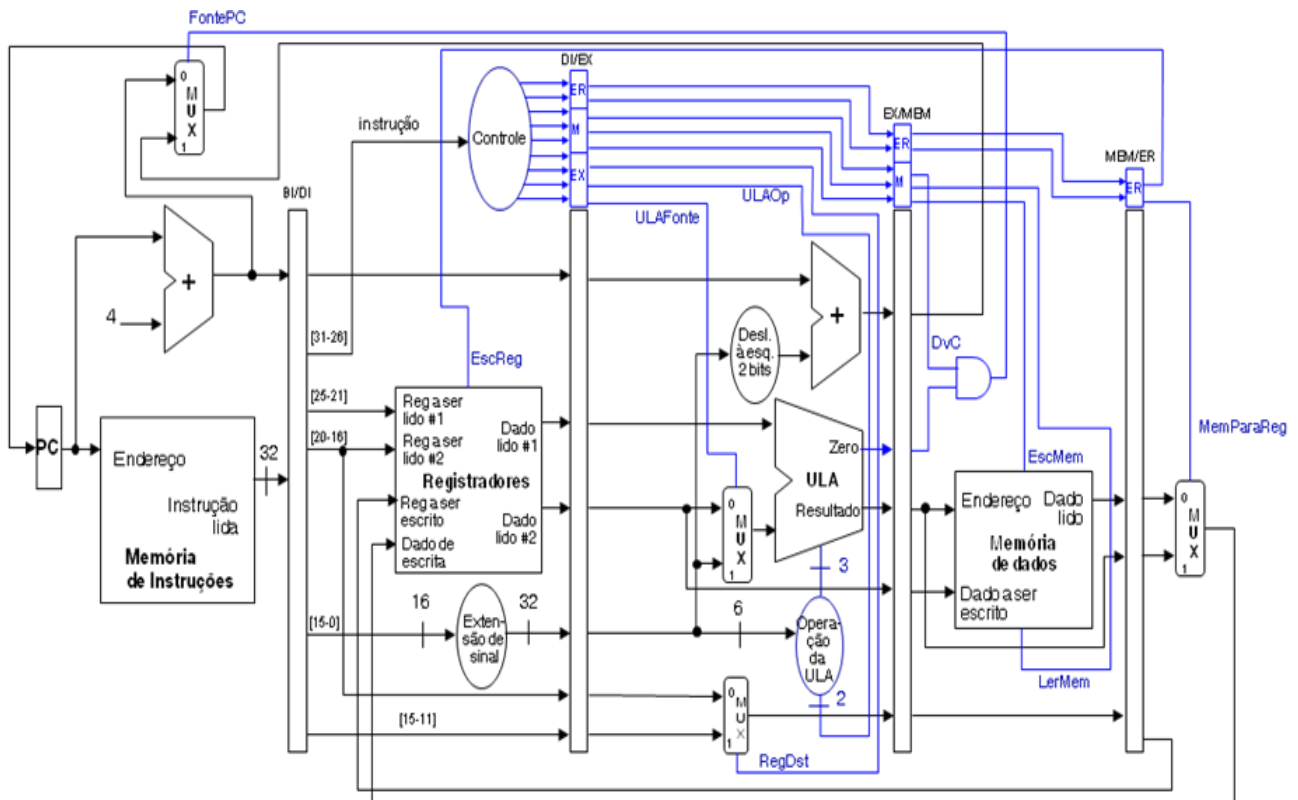 FontePC
0
M
U
X
1
DI/EX
ER
M
EX
Controle
instrução
EX/MEM
ER
M
MEM/ER
ER
BI/DI
ULAFonte
ULAOp
+
4
[31-26]
EscReg
Desl.
à esq.
2 bits
+
DvC
PC
[25-21]
[20-16]
Endereço
32
Instrução
lida
Memória
de Instruções
Reg a ser
lido #1
Reg a ser
lido #2
Dado
lido #1
Registradores
Reg a ser
escrito
Dado
lido #2
Dado de
escrita
0
M
U
X
1
Zero
ULA
Resultado
3
EscMem
MemParaReg
Endereço
Dado
lido
Memória
de dados
Dado a ser
escrito
0
M
U
X
1
[15-0]
16
Exten-
são de
sinal
32
6
Opera-
ção
da
ULA
2
LerMem
[15-11]
0
M
U
X
1
RegDst